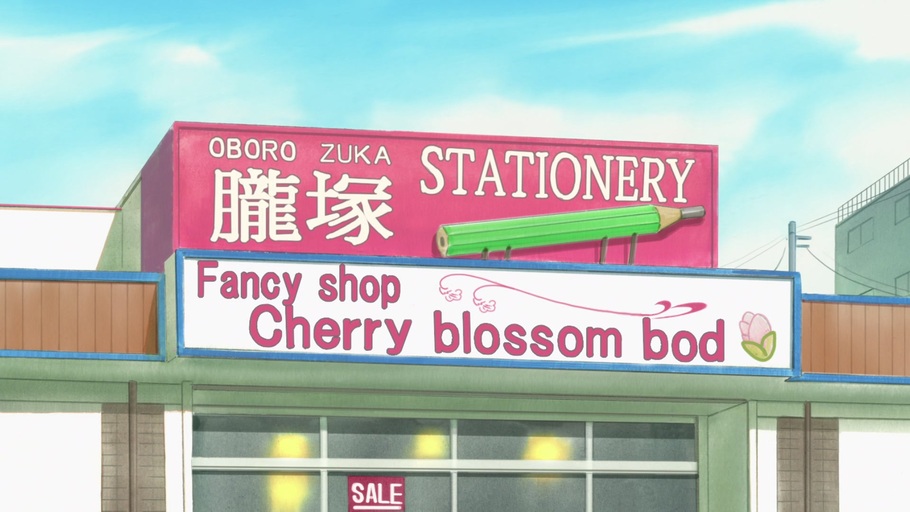 OBORO ZUKA
朧塚
STATIONERY
Fancy shop
Cherry blossom bod
SALE